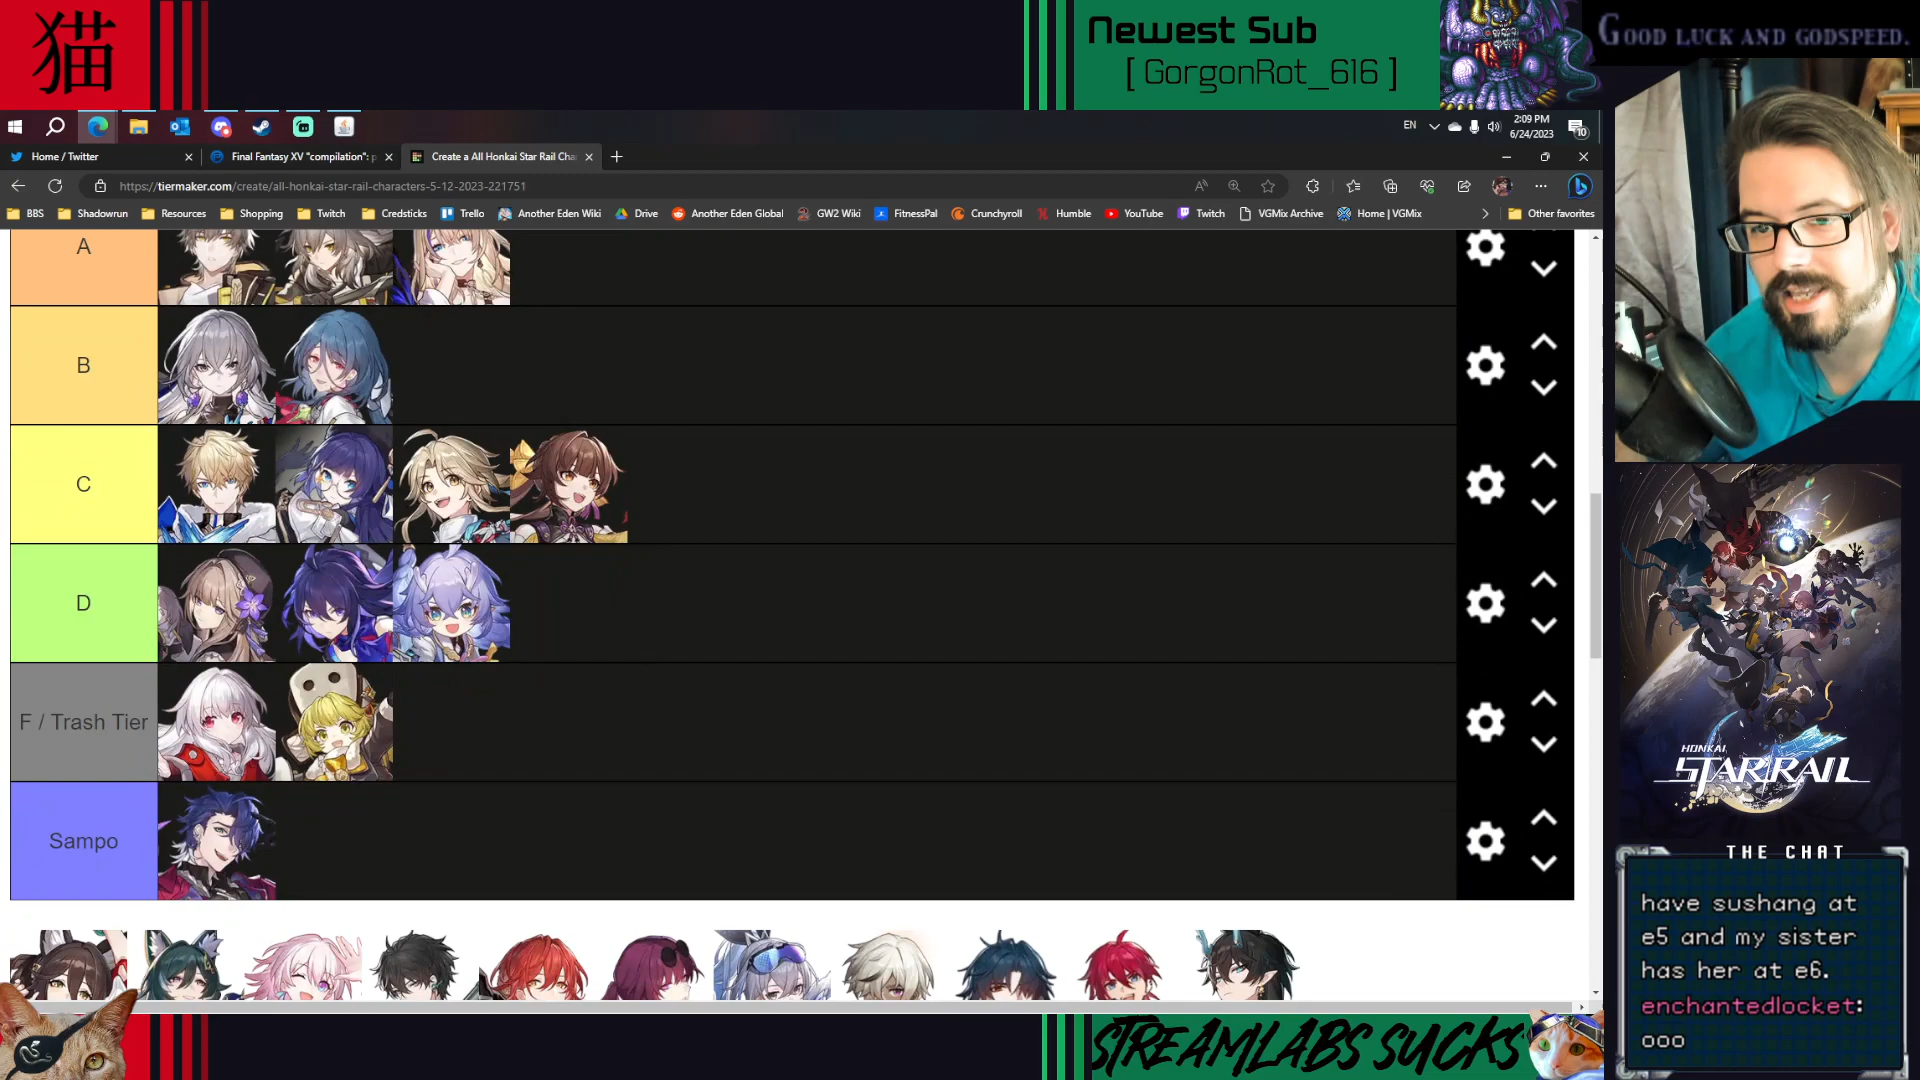 猫
Newest Sub
[ GorgonRot_616 ]
GOOD LUCK AND GODSPEED.
EN
2:09 PM
6/24/2023
10
Home / Twitter
Final Fantasy XV "compilation": p
Create a All Honkai Star Rail Cha
https://tiermaker.com/create/all-honkai-star-rail-characters-5-12-2023-221751
BBS
Shadowrun
Resources
Shopping
Twitch
Credsticks
Trello
Another Eden Wiki
Drive
Another Eden Global
GW2 Wiki
FitnessPal
Crunchyroll
Humble
YouTube
Twitch
VGMix Archive
Home | VGMix
Other favorites
A
B
C
D
F / Trash Tier
Sampo
HONKAI
STAR RAIL
THE CHAT
have sushang at
e5 and my sister
has her at e6.
enchantedlocket:
ooo
STREAMLABS SUCKS